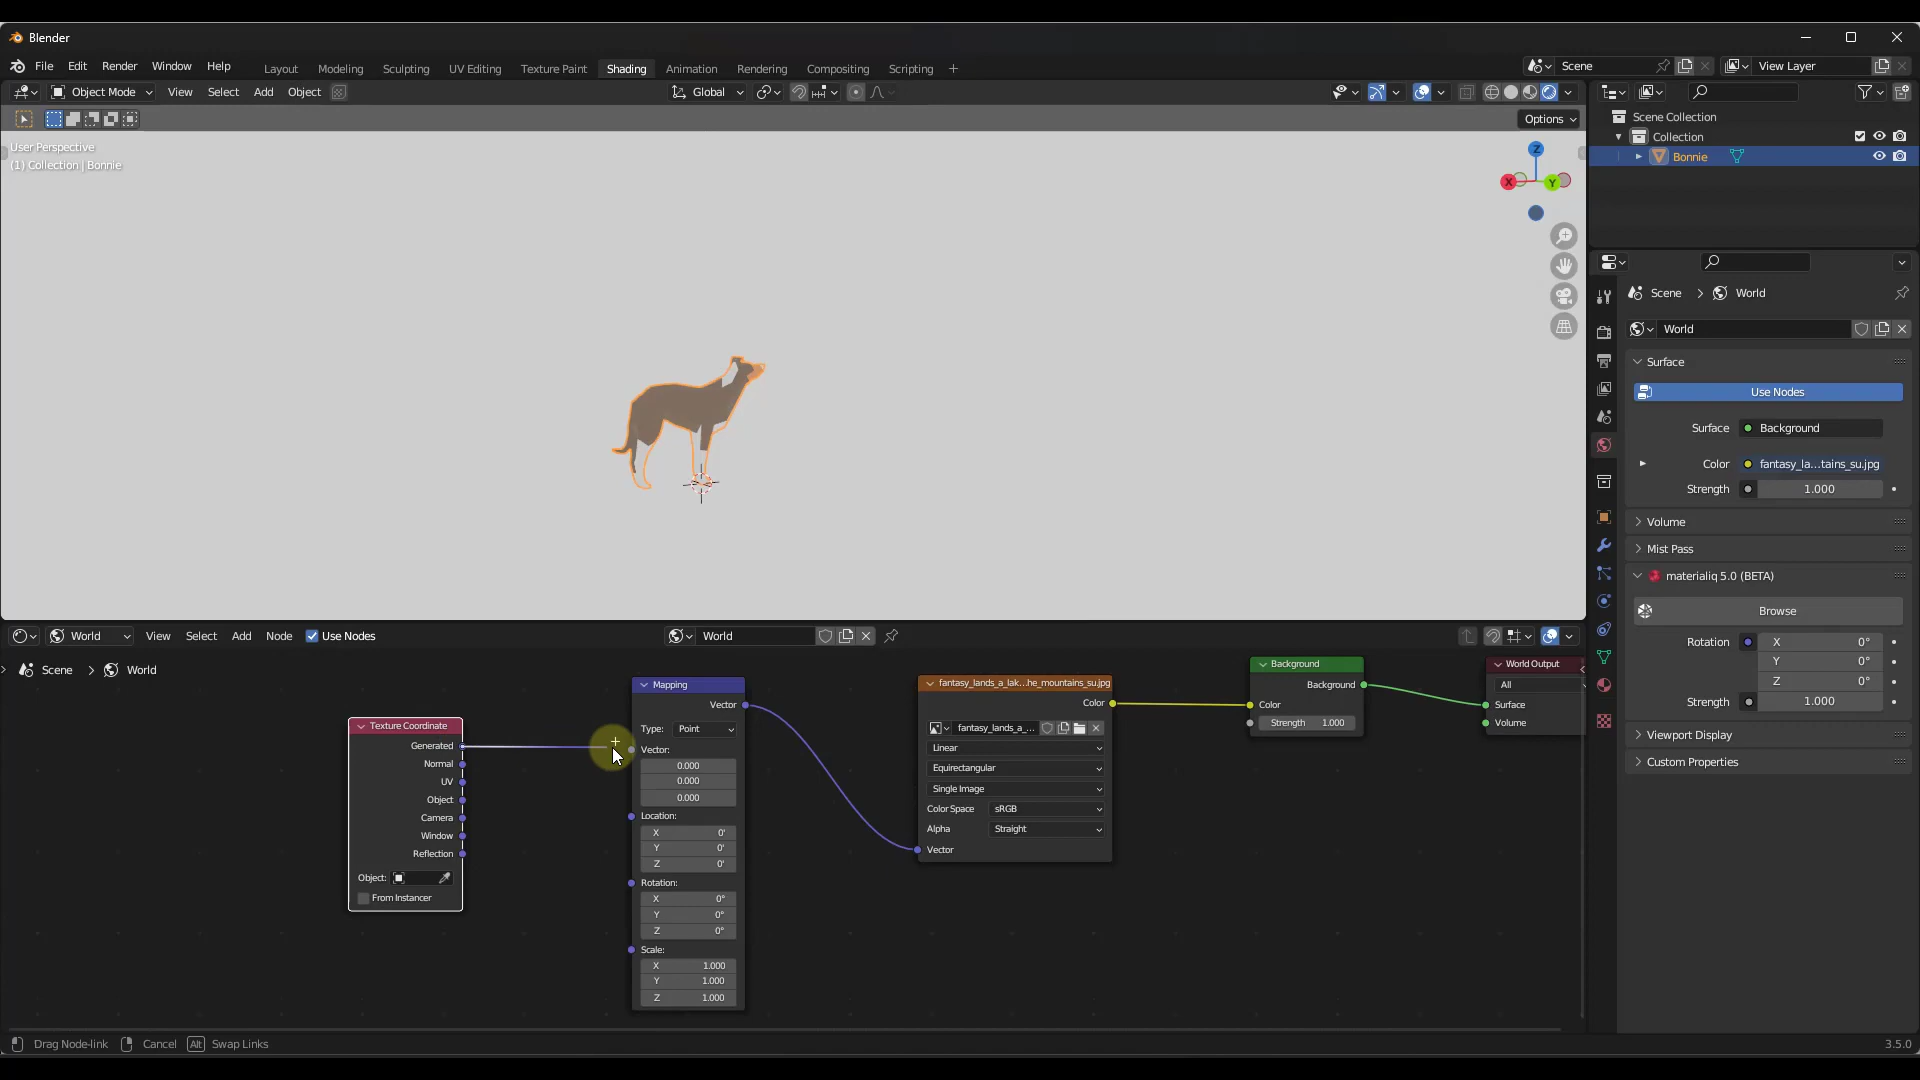 Blender
File Edit Render Window Help
Layout Modeling Sculpting UV Editing Texture Paint Shading Animation Rendering Compositing Scripting +
Scene
View Layer
Object Mode View Select Add Object
Global
Options
User Perspective
(1) Collection | Bonnie
Z
X
Y
Scene Collection
Collection
Bonnie
Scene > World
World
Surface
Use Nodes
Surface Background
Color fantasy_la...tains_su.jpg
Strength 1.000
Volume
Mist Pass
materialiq 5.0 (BETA)
Browse
Rotation X 0°
Y 0°
Z 0°
Strength 1.000
Viewport Display
Custom Properties
World View Select Add Node Use Nodes
World
Scene > World
Texture Coordinate
Generated
Normal
UV
Object
Camera
Window
Reflection
Object:
From Instancer
Mapping
Vector
Type: Point
Vector:
0.000
0.000
0.000
Location:
X 0'
Y 0'
Z 0'
Rotation:
X 0°
Y 0°
Z 0°
Scale:
X 1.000
Y 1.000
Z 1.000
fantasy_lands_a_lak...he_mountains_su.jpg
Color
fantasy_lands_a_...
Linear
Equirectangular
Single Image
Color Space sRGB
Alpha Straight
Vector
Background
Background
Color
Strength 1.000
World Output
All
Surface
Volume
Drag Node-link Cancel Alt Swap Links
3.5.0